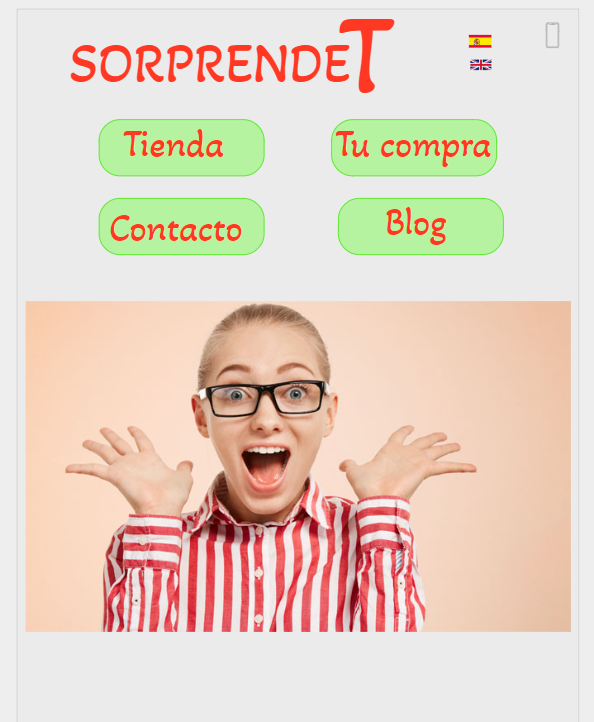 SORPRENDET
Tienda
Tu compra
Contacto
Blog